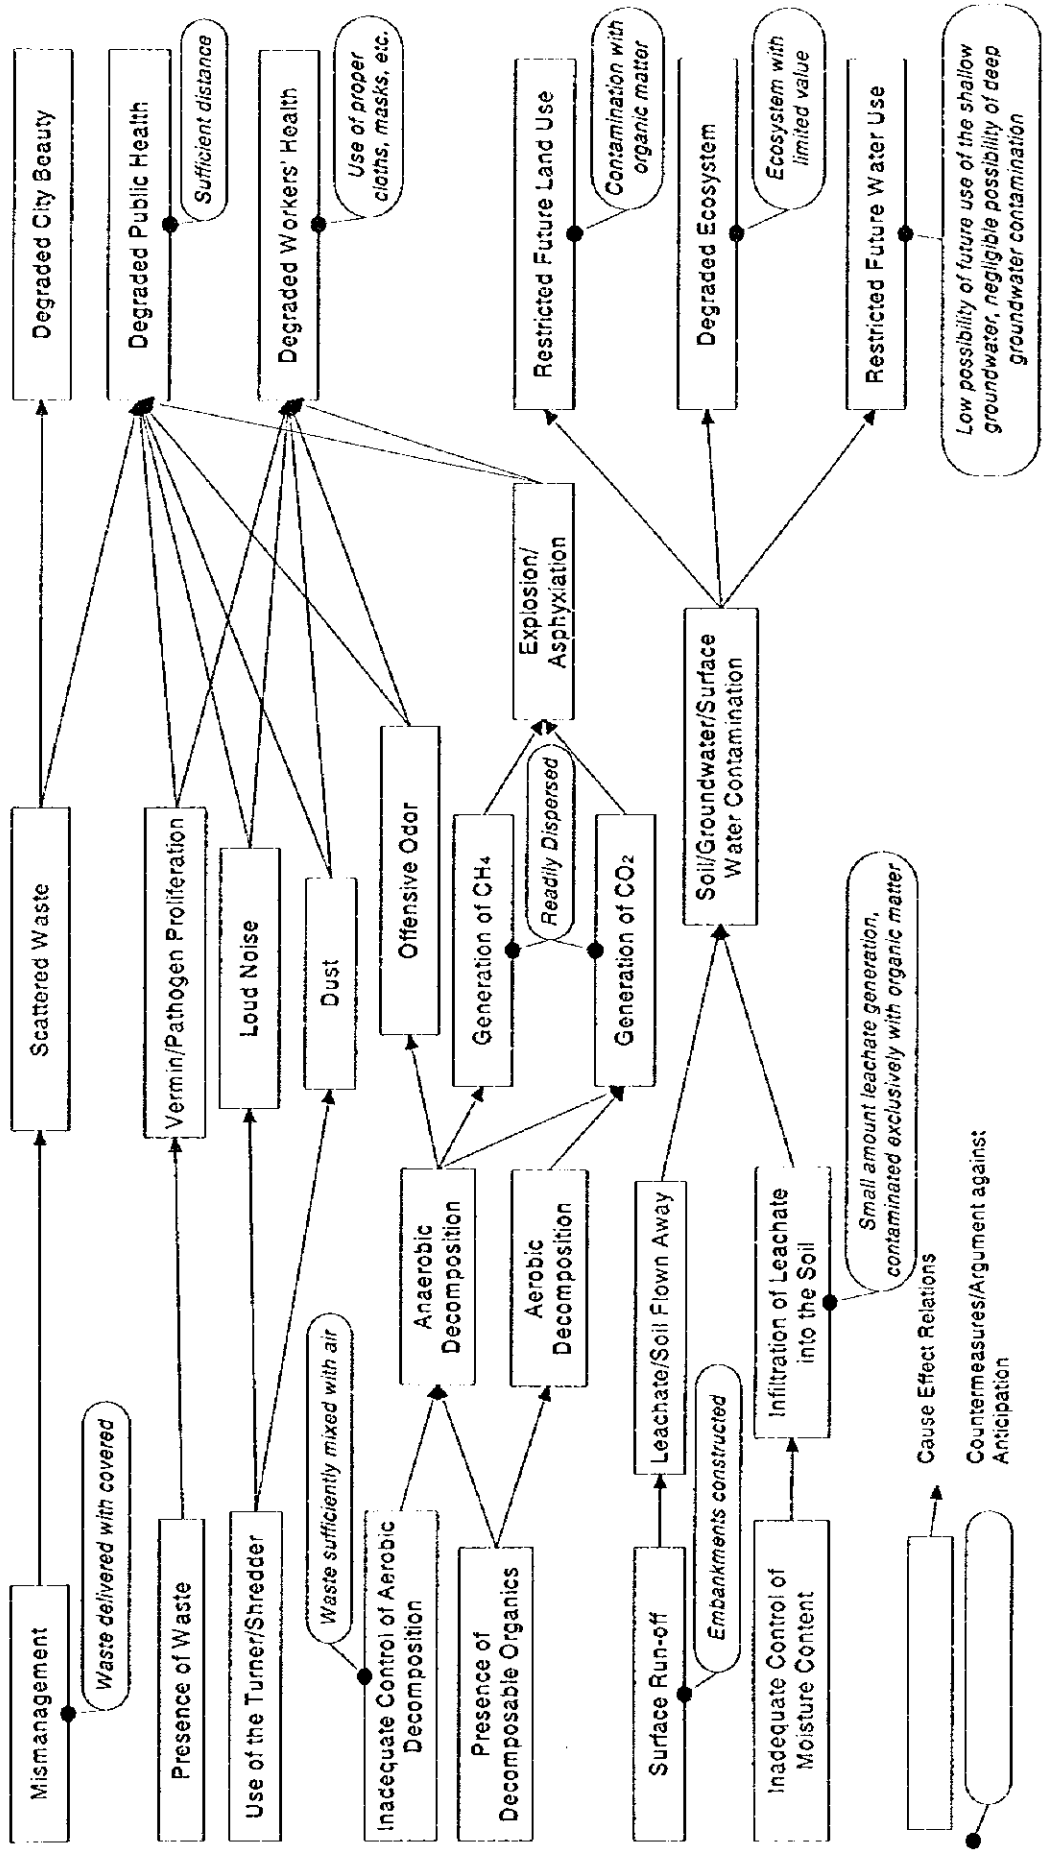 Mismanagement
Waste delivered with covered
Presence of Waste
Use of the Turner/Shredder
Waste sufficiently mixed with air
Inadequate Control of Aerobic
Decomposition
Presence of
Decomposable Organics
Surface Run-off
Embankments constructed
Inadequate Control of
Moisture Content
Anaerobic
Decomposition
Aerobic
Decomposition
Leachate/Soil Flown Away
Infiltration of Leachate
into the Soil
Small amount leachate generation,
contaminated exclusively with organic matter
Scattered Waste
Vermin/Pathogen Proliferation
Loud Noise
Dust
Offensive Odor
Generation of CH4
Readily Dispersed
Generation of CO2
Explosion/
Asphyxiation
Soil/Groundwater/Surface
Water Contamination
Degraded City Beauty
Degraded Public Health
Sufficient distance
Degraded Workers' Health
Use of proper
cloths, masks, etc.
Restricted Future Land Use
Contamination with
organic matter
Degraded Ecosystem
Ecosystem with
limited value
Restricted Future Water Use
Low possibility of future use of the shallow
groundwater, negligible possibility of deep
groundwater contamination
Cause Effect Relations
Countermeasures/Argument against
Anticipation